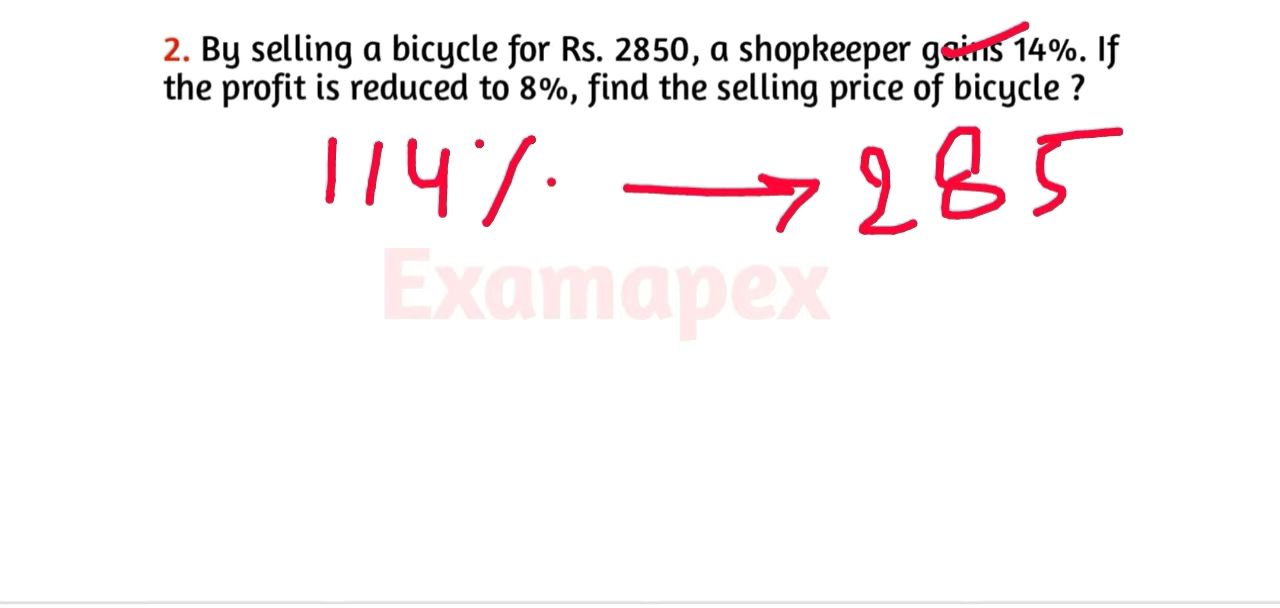 2. By selling a bicycle for Rs. 2850, a shopkeeper gains 14%. If
the profit is reduced to 8%, find the selling price of bicycle ?
114% → 285
Examapex